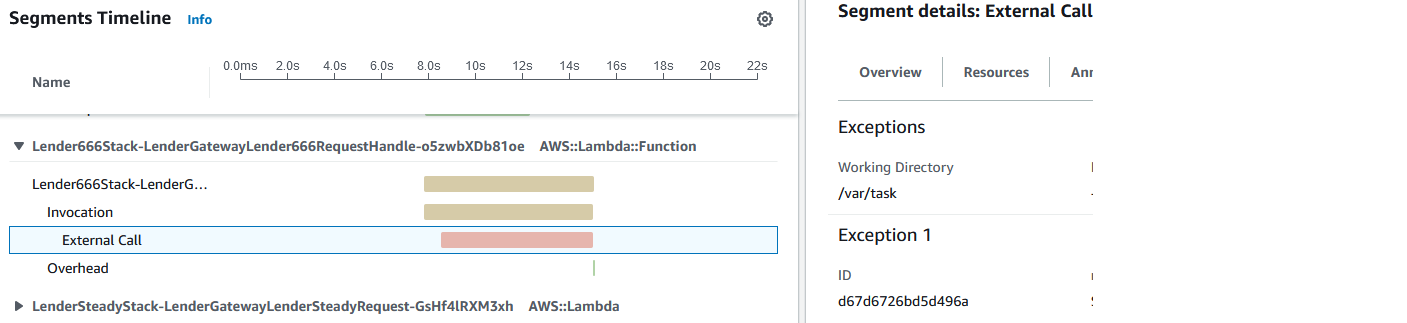 Segments Timeline Info
0.0ms 2.0s 4.0s 6.0s 8.0s 10s 12s 14s 16s 18s 20s 22s
Name
Lender666Stack-LenderGatewayLender666RequestHandle-o5zwbXDb81oe AWS::Lambda::Function
Lender666Stack-LenderG...
Invocation
External Call
Overhead
LenderSteadyStack-LenderGatewayLenderSteadyRequest-GsHf4lRXM3xh AWS::Lambda
Segment details: External Call
Overview Resources
Exceptions
Working Directory
/var/task
Exception 1
ID
d67d6726bd5d496a